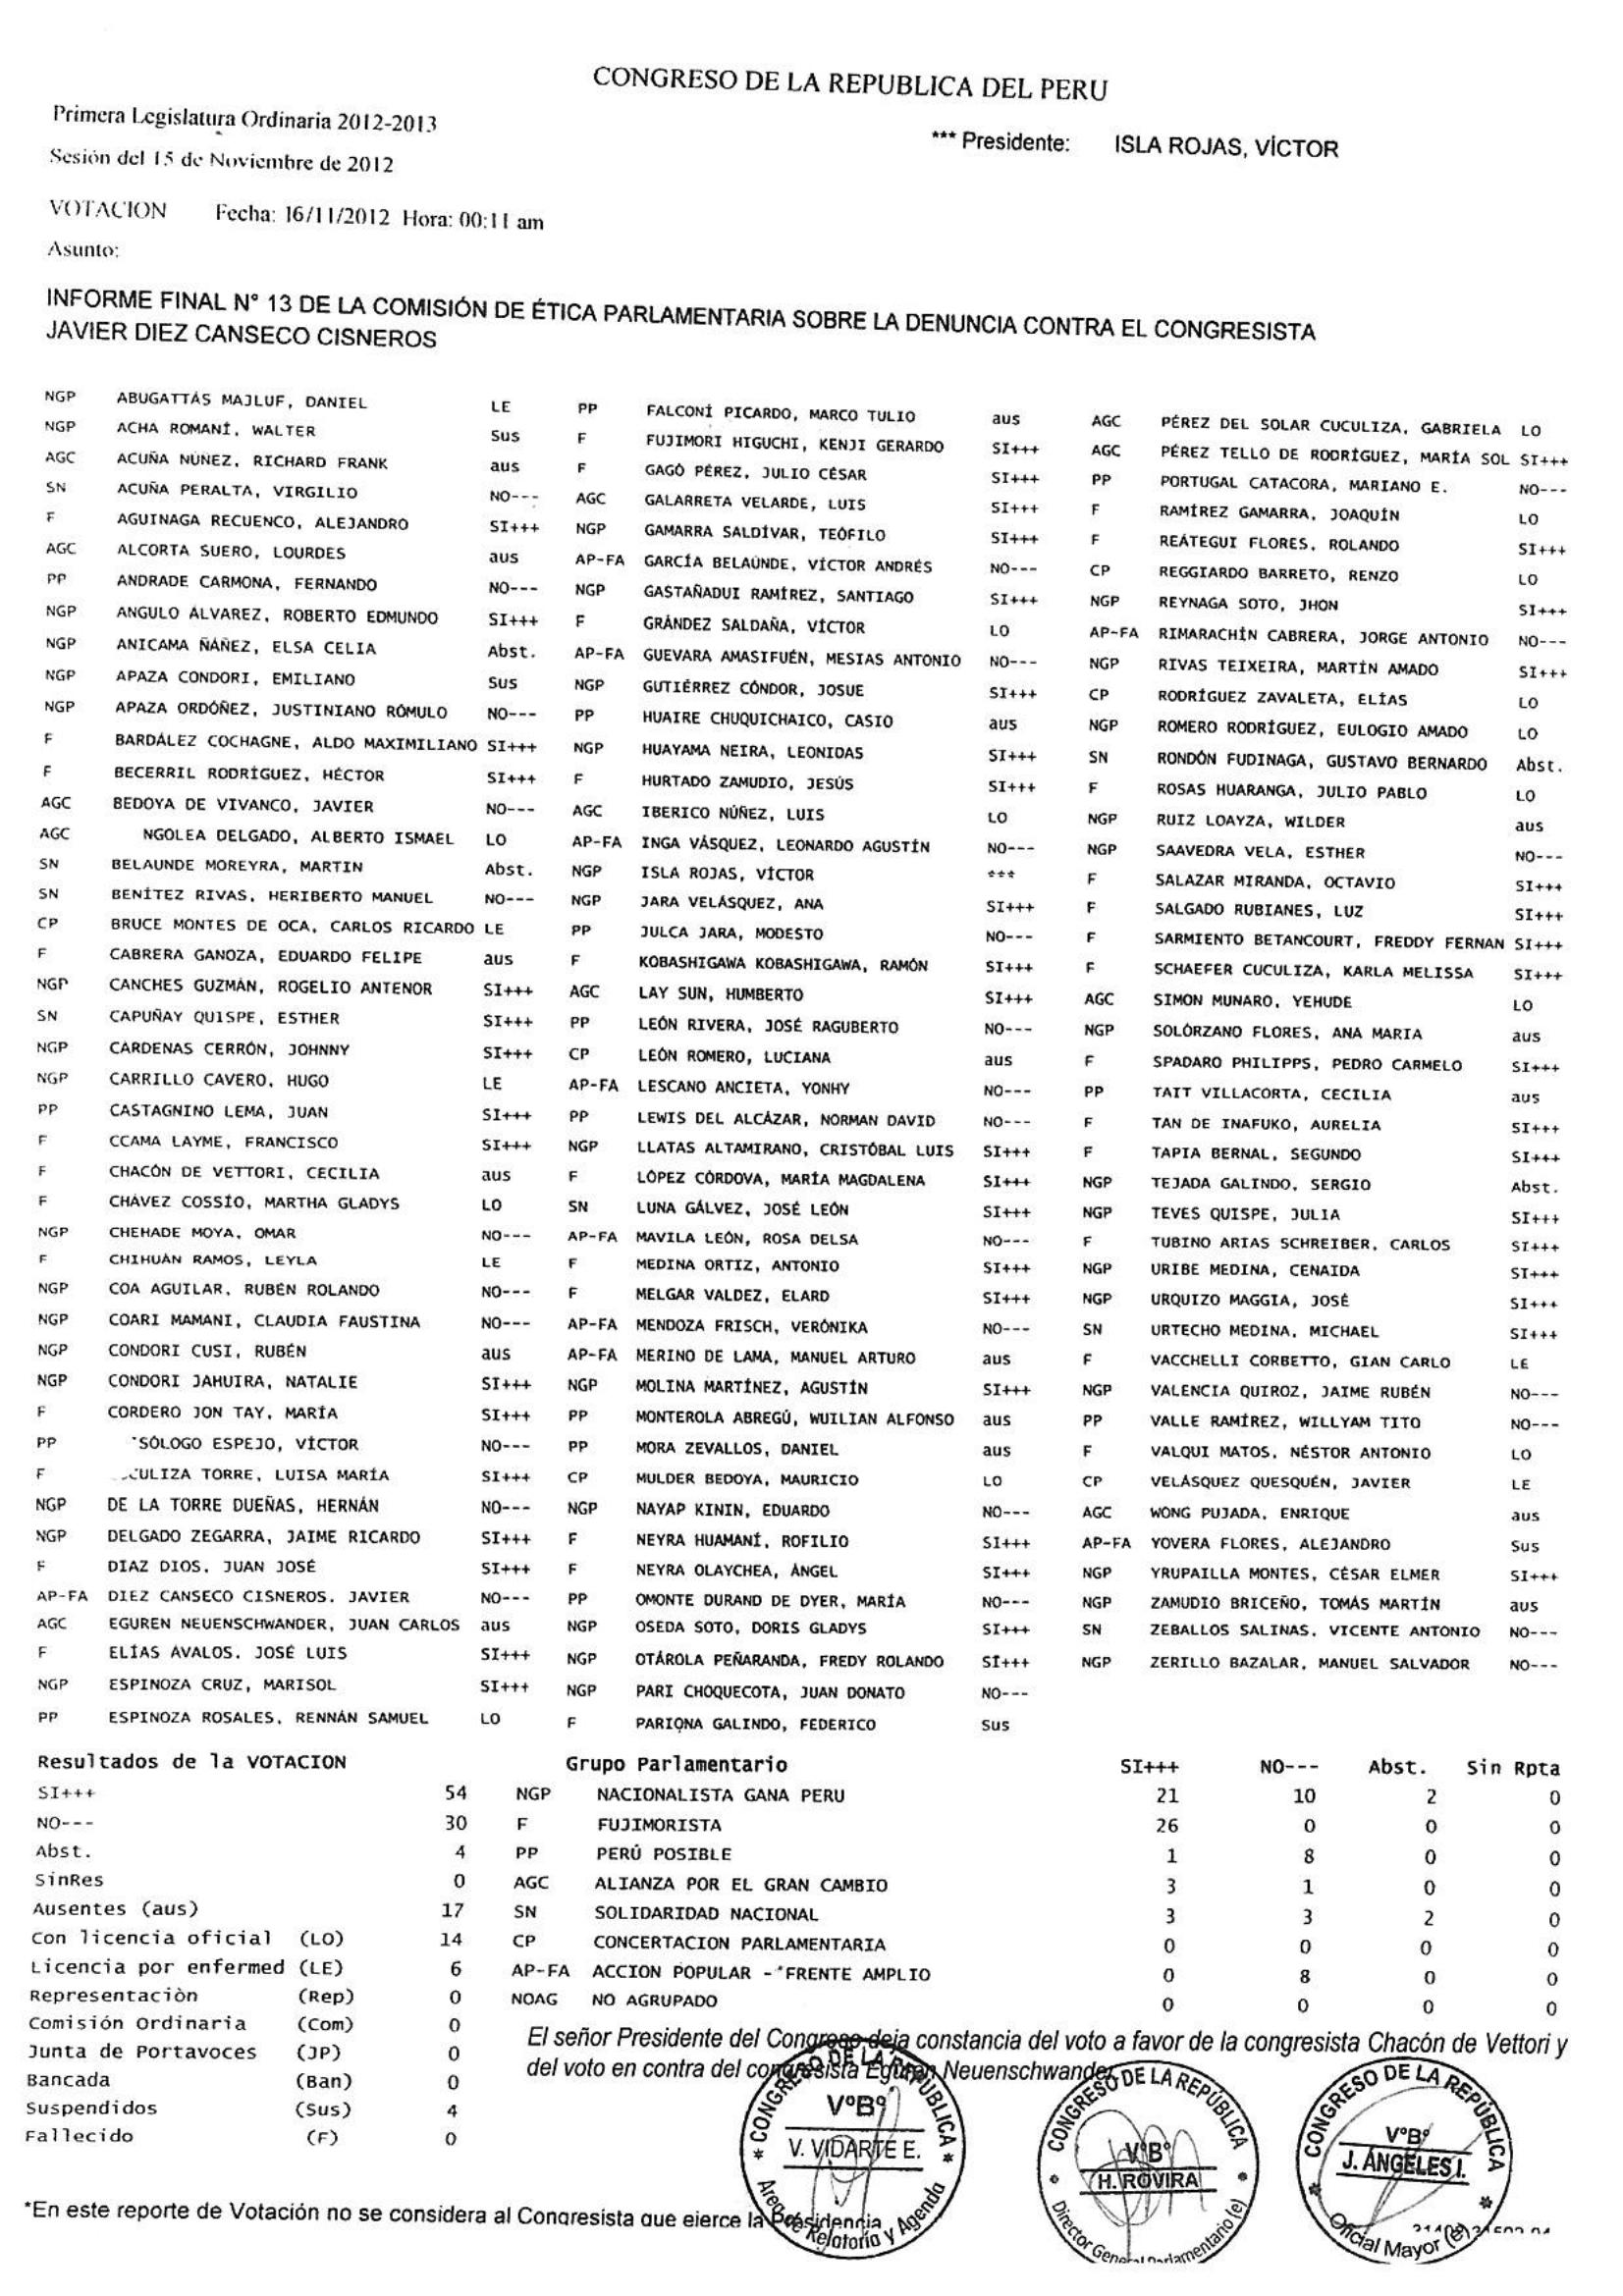 CONGRESO DE LA REPUBLICA DEL PERU
Primera Legislatura Ordinaria 2012-2013
*** Presidente: ISLA ROJAS, VÍCTOR
Sesión del 15 de Noviembre de 2012
VOTACION Fecha: 16/11/2012 Hora: 00:11 am
Asunto:
INFORME FINAL N° 13 DE LA COMISIÓN DE ÉTICA PARLAMENTARIA SOBRE LA DENUNCIA CONTRA EL CONGRESISTA
JAVIER DIEZ CANSECO CISNEROS
NGP ABUGATTÁS MAJLUF, DANIEL LE PP FALCONÍ PICARDO, MARCO TULIO aus AGC PÉREZ DEL SOLAR CUCULIZA, GABRIELA LO
NGP ACHA ROMANÍ, WALTER Sus F FUJIMORI HIGUCHI, KENJI GERARDO SI+++ AGC PÉREZ TELLO DE RODRÍGUEZ, MARÍA SOL SI+++
AGC ACUÑA NÚNEZ, RICHARD FRANK aus F GAGÓ PÉREZ, JULIO CÉSAR SI+++ PP PORTUGAL CATACORA, MARIANO E. NO---
SN ACUÑA PERALTA, VIRGILIO NO--- AGC GALARRETA VELARDE, LUIS SI+++ F RAMÍREZ GAMARRA, JOAQUÍN LO
F AGUINAGA RECUENCO, ALEJANDRO SI+++ NGP GAMARRA SALDÍVAR, TEÓFILO SI+++ F REÁTEGUI FLORES, ROLANDO SI+++
AGC ALCORTA SUERO, LOURDES aus AP-FA GARCÍA BELAÚNDE, VÍCTOR ANDRÉS NO--- CP REGGIARDO BARRETO, RENZO LO
PP ANDRADE CARMONA, FERNANDO NO--- NGP GASTAÑADUI RAMÍREZ, SANTIAGO SI+++ NGP REYNAGA SOTO, JHON SI+++
NGP ANGULO ÁLVAREZ, ROBERTO EDMUNDO SI+++ F GRÁNDEZ SALDAÑA, VÍCTOR LO AP-FA RIMARACHÍN CABRERA, JORGE ANTONIO NO---
NGP ANICAMA ÑÁÑEZ, ELSA CELIA Abst. AP-FA GUEVARA AMASIFUÉN, MESIAS ANTONIO NO--- NGP RIVAS TEIXEIRA, MARTÍN AMADO SI+++
NGP APAZA CONDORI, EMILIANO Sus NGP GUTIÉRREZ CÓNDOR, JOSUE SI+++ CP RODRÍGUEZ ZAVALETA, ELÍAS LO
NGP APAZA ORDÓÑEZ, JUSTINIANO RÓMULO NO--- PP HUAIRE CHUQUICHAICO, CASIO aus NGP ROMERO RODRÍGUEZ, EULOGIO AMADO LO
F BARDÁLEZ COCHAGNE, ALDO MAXIMILIANO SI+++ NGP HUAYAMA NEIRA, LEONIDAS SI+++ SN RONDÓN FUDINAGA, GUSTAVO BERNARDO Abst.
F BECERRIL RODRÍGUEZ, HÉCTOR SI+++ F HURTADO ZAMUDIO, JESÚS SI+++ F ROSAS HUARANGA, JULIO PABLO LO
AGC BEDOYA DE VIVANCO, JAVIER NO--- AGC IBERICO NÚÑEZ, LUIS LO NGP RUIZ LOAYZA, WILDER aus
AGC NGOLEA DELGADO, ALBERTO ISMAEL LO AP-FA INGA VÁSQUEZ, LEONARDO AGUSTÍN NO--- NGP SAAVEDRA VELA, ESTHER NO---
SN BELAUNDE MOREYRA, MARTIN Abst. NGP ISLA ROJAS, VÍCTOR *** F SALAZAR MIRANDA, OCTAVIO SI+++
SN BENÍTEZ RIVAS, HERIBERTO MANUEL NO--- NGP JARA VELÁSQUEZ, ANA SI+++ F SALGADO RUBIANES, LUZ SI+++
CP BRUCE MONTES DE OCA, CARLOS RICARDO LE PP JULCA JARA, MODESTO NO--- F SARMIENTO BETANCOURT, FREDDY FERNAN SI+++
F CABRERA GANOZA, EDUARDO FELIPE aus F KOBASHIGAWA KOBASHIGAWA, RAMÓN SI+++ F SCHAEFER CUCULIZA, KARLA MELISSA SI+++
NGP CANCHES GUZMÁN, ROGELIO ANTENOR SI+++ AGC LAY SUN, HUMBERTO SI+++ AGC SIMON MUNARO, YEHUDE LO
SN CAPUÑAY QUISPE, ESTHER SI+++ PP LEÓN RIVERA, JOSÉ RAGUBERTO NO--- NGP SOLÓRZANO FLORES, ANA MARIA aus
NGP CÁRDENAS CERRÓN, JOHNNY SI+++ CP LEÓN ROMERO, LUCIANA aus F SPADARO PHILIPPS, PEDRO CARMELO SI+++
NGP CARRILLO CAVERO, HUGO LE AP-FA LESCANO ANCIETA, YONHY NO--- PP TAIT VILLACORTA, CECILIA aus
PP CASTAGNINO LEMA, JUAN SI+++ PP LEWIS DEL ALCÁZAR, NORMAN DAVID NO--- F TAN DE INAFUKO, AURELIA SI+++
F CCAMA LAYME, FRANCISCO SI+++ NGP LLATAS ALTAMIRANO, CRISTÓBAL LUIS SI+++ F TAPIA BERNAL, SEGUNDO SI+++
F CHACÓN DE VETTORI, CECILIA aus F LÓPEZ CÓRDOVA, MARÍA MAGDALENA SI+++ NGP TEJADA GALINDO, SERGIO Abst.
F CHÁVEZ COSSÍO, MARTHA GLADYS LO SN LUNA GÁLVEZ, JOSÉ LEÓN SI+++ NGP TEVES QUISPE, JULIA SI+++
NGP CHEHADE MOYA, OMAR NO--- AP-FA MAVILA LEÓN, ROSA DELSA NO--- F TUBINO ARIAS SCHREIBER, CARLOS SI+++
F CHIHUÁN RAMOS, LEYLA LE F MEDINA ORTIZ, ANTONIO SI+++ NGP URIBE MEDINA, CENAIDA SI+++
NGP COA AGUILAR, RUBÉN ROLANDO NO--- F MELGAR VALDEZ, ELARD SI+++ NGP URQUIZO MAGGIA, JOSÉ SI+++
NGP COARI MAMANI, CLAUDIA FAUSTINA NO--- AP-FA MENDOZA FRISCH, VERÓNIKA NO--- SN URTECHO MEDINA, MICHAEL SI+++
NGP CONDORI CUSI, RUBÉN aus AP-FA MERINO DE LAMA, MANUEL ARTURO aus F VACCHELLI CORBETTO, GIAN CARLO LE
NGP CONDORI JAHUIRA, NATALIE SI+++ NGP MOLINA MARTÍNEZ, AGUSTÍN SI+++ NGP VALENCIA QUIROZ, JAIME RUBÉN NO---
F CORDERO JON TAY, MARÍA SI+++ PP MONTEROLA ABREGÚ, WUILIAN ALFONSO aus PP VALLE RAMÍREZ, WILLYAM TITO NO---
PP SÓLOGO ESPEJO, VÍCTOR NO--- PP MORA ZEVALLOS, DANIEL aus F VALQUI MATOS, NÉSTOR ANTONIO LO
F CULIZA TORRE, LUISA MARÍA SI+++ CP MULDER BEDOYA, MAURICIO LO CP VELÁSQUEZ QUESQUÉN, JAVIER LE
NGP DE LA TORRE DUEÑAS, HERNÁN NO--- NGP NAYAP KININ, EDUARDO NO--- AGC WONG PUJADA, ENRIQUE aus
NGP DELGADO ZEGARRA, JAIME RICARDO SI+++ F NEYRA HUAMANÍ, ROFILIO SI+++ AP-FA YOVERA FLORES, ALEJANDRO Sus
F DIAZ DIOS, JUAN JOSÉ SI+++ F NEYRA OLAYCHEA, ÁNGEL SI+++ NGP YRUPAILLA MONTES, CÉSAR ELMER SI+++
AP-FA DIEZ CANSECO CISNEROS, JAVIER NO--- PP OMONTE DURAND DE DYER, MARÍA NO--- NGP ZAMUDIO BRICEÑO, TOMÁS MARTÍN aus
AGC EGUREN NEUENSCHWANDER, JUAN CARLOS aus NGP OSEDA SOTO, DORIS GLADYS SI+++ SN ZEBALLOS SALINAS, VICENTE ANTONIO NO---
F ELÍAS ÁVALOS, JOSÉ LUIS SI+++ NGP OTÁROLA PEÑARANDA, FREDY ROLANDO SI+++ NGP ZERILLO BAZALAR, MANUEL SALVADOR NO---
NGP ESPINOZA CRUZ, MARISOL SI+++ NGP PARI CHOQUECOTA, JUAN DONATO NO---
PP ESPINOZA ROSALES, RENNÁN SAMUEL LO F PARIONA GALINDO, FEDERICO Sus
Resultados de la VOTACION Grupo Parlamentario SI+++ NO--- Abst. Sin Rpta
SI+++ 54 NGP NACIONALISTA GANA PERU 21 10 2 0
NO--- 30 F FUJIMORISTA 26 0 0 0
Abst. 4 PP PERÚ POSIBLE 1 8 0 0
SinRes 0 AGC ALIANZA POR EL GRAN CAMBIO 3 1 0 0
Ausentes (aus) 17 SN SOLIDARIDAD NACIONAL 3 3 2 0
Con licencia oficial (LO) 14 CP CONCERTACION PARLAMENTARIA 0 0 0 0
Licencia por enfermed (LE) 6 AP-FA ACCION POPULAR - FRENTE AMPLIO 0 8 0 0
Representación (Rep) 0 NOAG NO AGRUPADO 0 0 0 0
Comisión Ordinaria (Com) 0
Junta de Portavoces (JP) 0
Bancada (Ban) 0
Suspendidos (Sus) 4
Fallecido (F) 0
El señor Presidente del Congreso deja constancia del voto a favor de la congresista Chacón de Vettori y
del voto en contra del congresista Eguren Neuenschwander
CONGRESO DE LA REPÚBLICA
V°B°
V. VIDARTE E.
Area de Relatoría y Agenda
CONGRESO DE LA REPÚBLICA
V°B°
H. ROVIRA
Director General Parlamentario (e)
CONGRESO DE LA REPÚBLICA
V°B°
J. ÁNGELES I.
Oficial Mayor (e)
*En este reporte de Votación no se considera al Congresista que ejerce la Presidencia